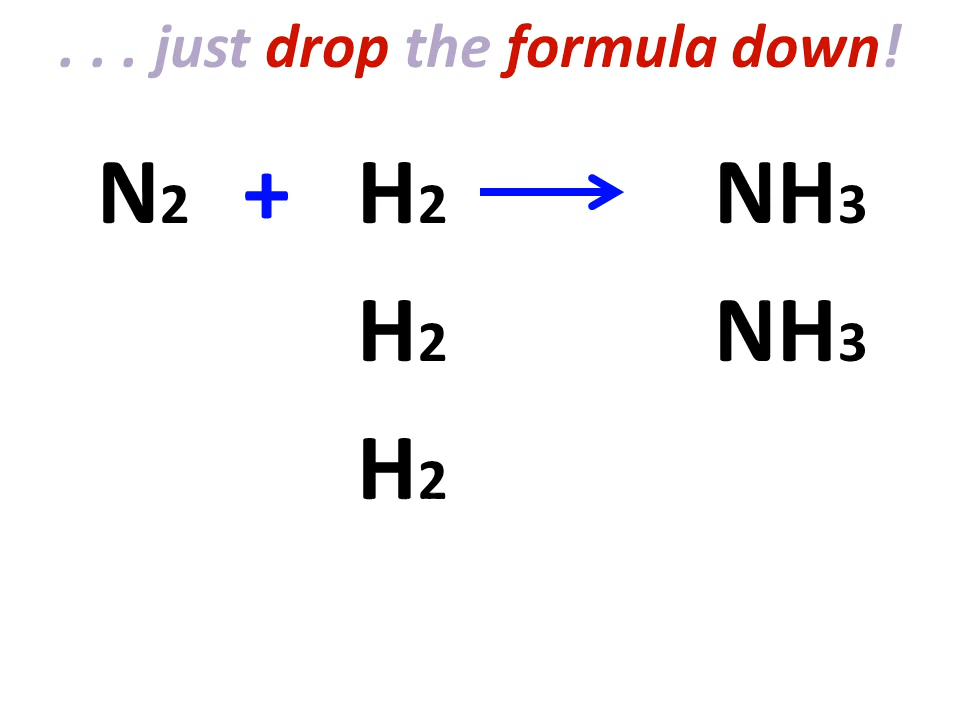 . . . just drop the formula down!
N2 + H2 → NH3
H2 NH3
H2